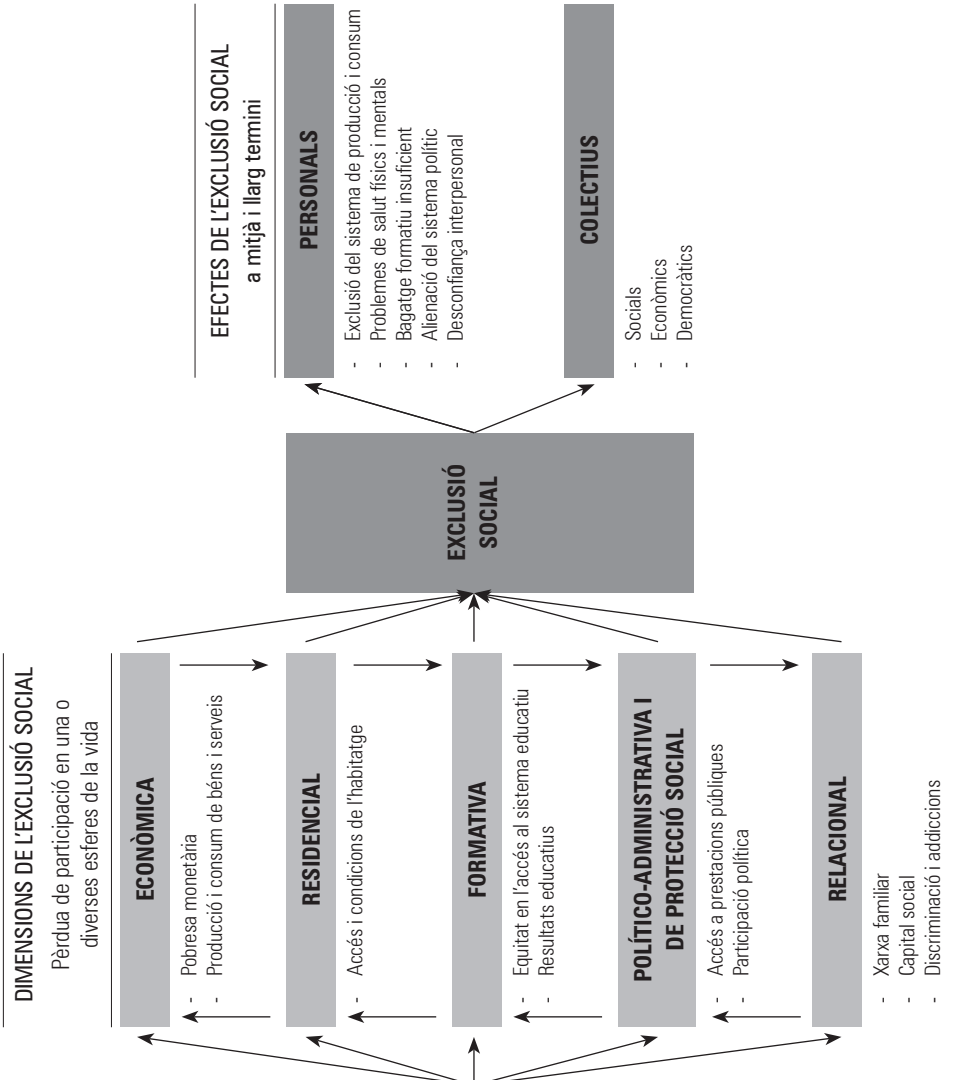 DIMENSIONS DE L'EXCLUSIÓ SOCIAL
Pèrdua de participació en una o
diverses esferes de la vida
ECONÒMICA
- Pobresa monetària
- Producció i consum de béns i serveis
RESIDENCIAL
- Accés i condicions de l'habitatge
FORMATIVA
- Equitat en l'accés al sistema educatiu
- Resultats educatius
POLÍTICO-ADMINISTRATIVA I
DE PROTECCIÓ SOCIAL
- Accés a prestacions públiques
- Participació política
RELACIONAL
- Xarxa familiar
- Capital social
- Discriminació i addiccions
EXCLUSIÓ
SOCIAL
EFECTES DE L'EXCLUSIÓ SOCIAL
a mitjà i llarg termini
PERSONALS
- Exclusió del sistema de producció i consum
- Problemes de salut físics i mentals
- Bagatge formatiu insuficient
- Alienació del sistema polític
- Desconfiança interpersonal
COLECTIUS
- Socials
- Econòmics
- Democràtics